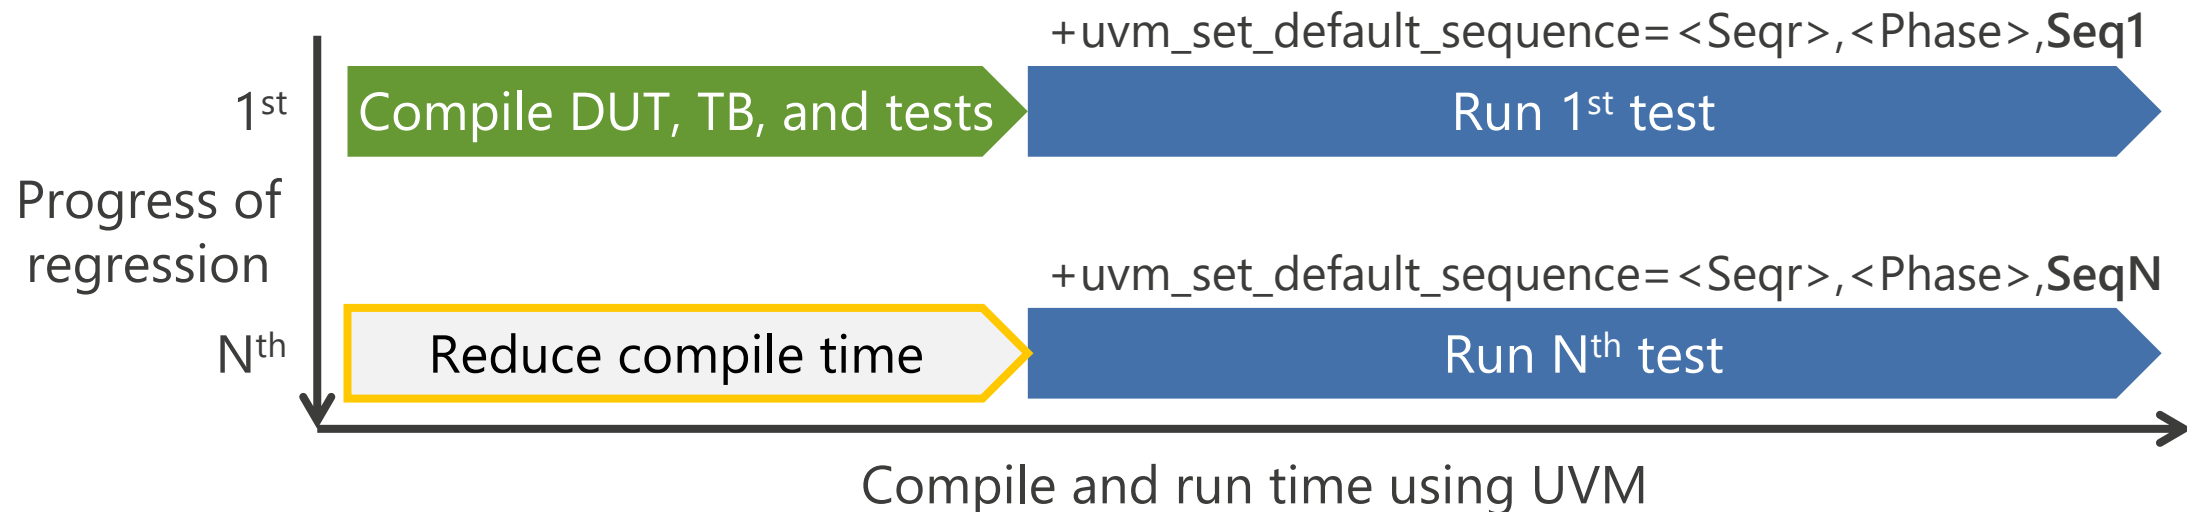 +uvm_set_default_sequence=<Seqr>,<Phase>,Seq1
1st
Compile DUT, TB, and tests
Run 1st test
Progress of
regression
+uvm_set_default_sequence=<Seqr>,<Phase>,SeqN
Nth
Reduce compile time
Run Nth test
Compile and run time using UVM